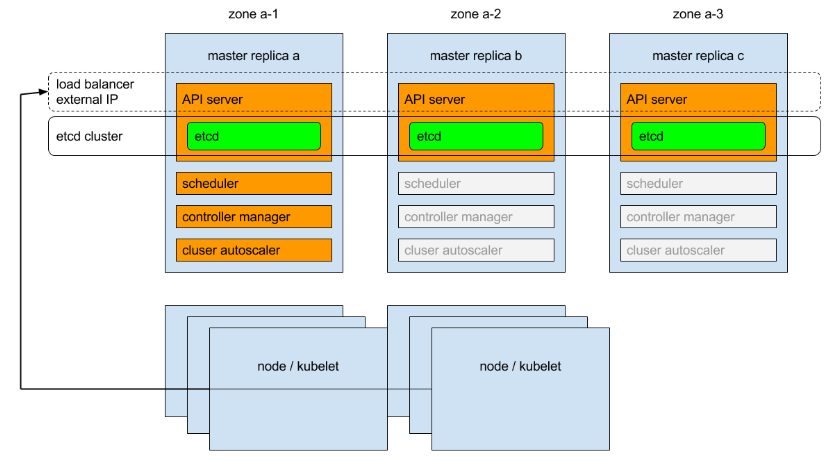 zone a-1
zone a-2
zone a-3
master replica a
master replica b
master replica c
load balancer
external IP
API server
API server
API server
etcd cluster
etcd
etcd
etcd
scheduler
scheduler
scheduler
controller manager
controller manager
controller manager
cluser autoscaler
cluser autoscaler
cluser autoscaler
node / kubelet
node / kubelet